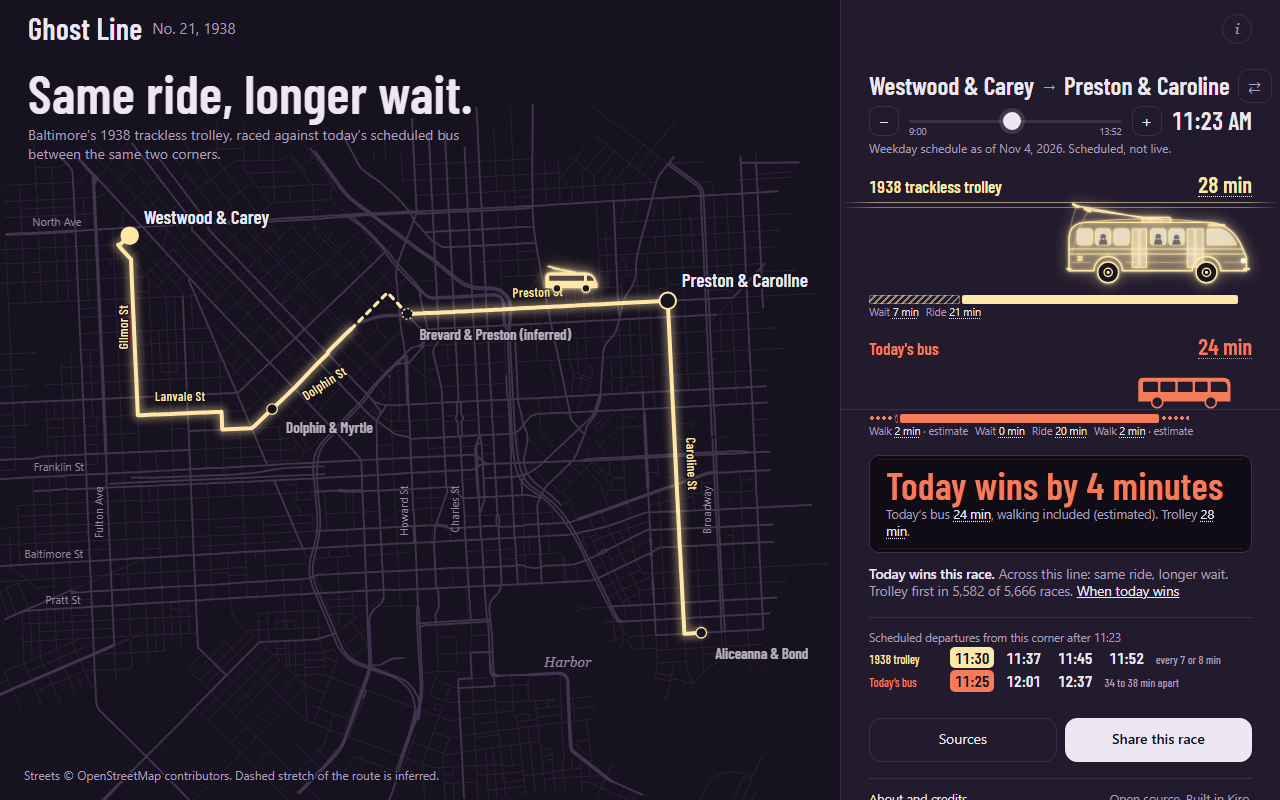 Ghost Line No. 21, 1938
Same ride, longer wait.
Baltimore's 1938 trackless trolley, raced against today's scheduled bus
between the same two corners.
North Ave
Westwood & Carey
Gilmor St
Lanvale St
Dolphin St
Dolphin & Myrtle
Preston St
Brevard & Preston (inferred)
Preston & Caroline
Caroline St
Franklin St
Fulton Ave
Howard St
Charles St
Broadway
Baltimore St
Pratt St
Harbor
Aliceanna & Bond
Streets © OpenStreetMap contributors. Dashed stretch of the route is inferred.
i
Westwood & Carey → Preston & Caroline ⇄
− + 11:23 AM
9:00 13:52
Weekday schedule as of Nov 4, 2026. Scheduled, not live.
1938 trackless trolley 28 min
Wait 7 min Ride 21 min
Today's bus 24 min
Walk 2 min · estimate Wait 0 min Ride 20 min Walk 2 min · estimate
Today wins by 4 minutes
Today's bus 24 min, walking included (estimated). Trolley 28
min.
Today wins this race. Across this line: same ride, longer wait.
Trolley first in 5,582 of 5,666 races. When today wins
Scheduled departures from this corner after 11:23
1938 trolley 11:30 11:37 11:45 11:52 every 7 or 8 min
Today's bus 11:25 12:01 12:37 34 to 38 min apart
Sources Share this race
About and credits Open source. Built in Kiro